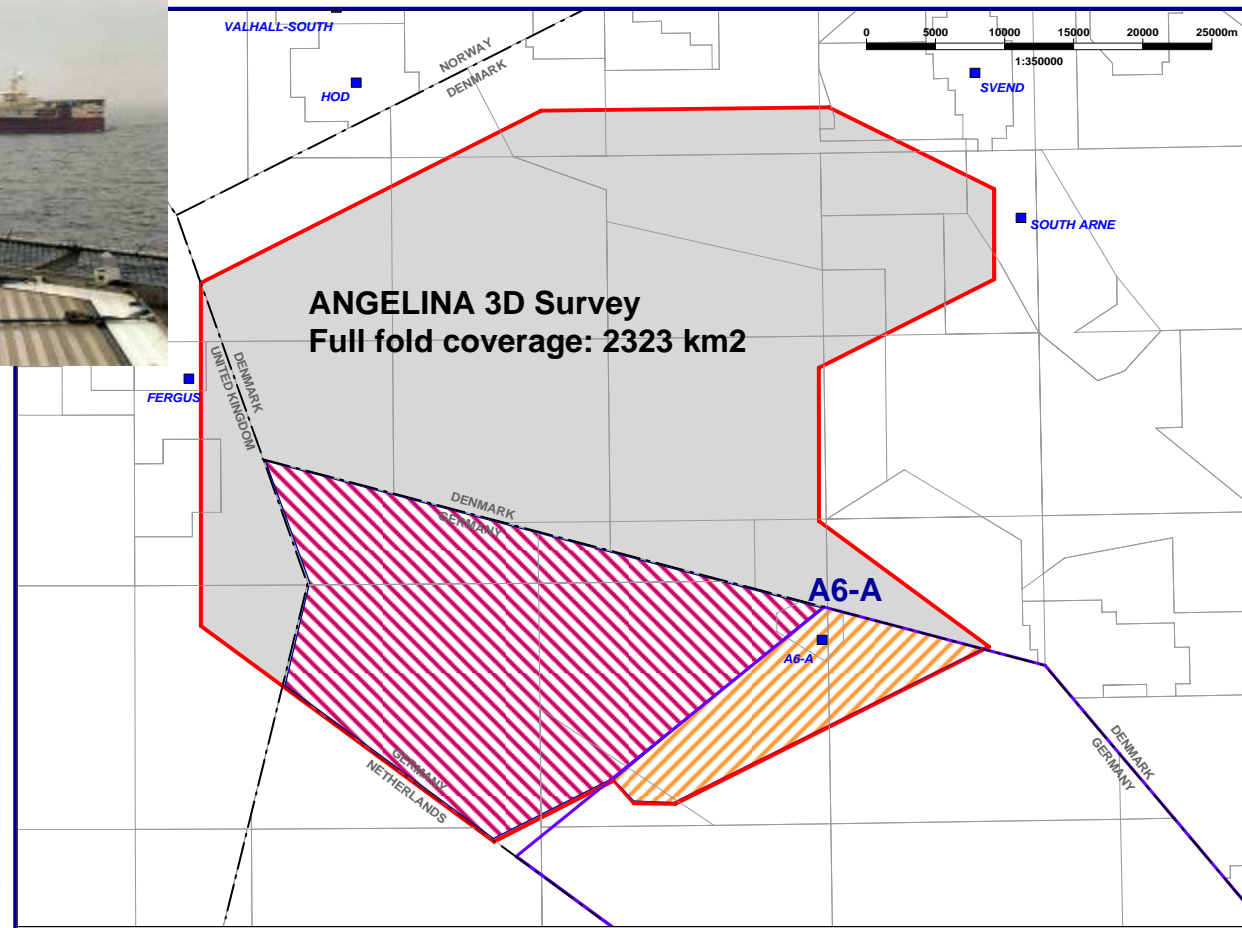 VALHALL-SOUTH
HOD
NORWAY
DENMARK
0 5000 10000 15000 20000 25000m
1:350000
SVEND
SOUTH ARNE
ANGELINA 3D Survey
Full fold coverage: 2323 km2
DENMARK
UNITED KINGDOM
FERGUS
DENMARK
GERMANY
A6-A
A6-A
GERMANY
NETHERLANDS
DENMARK
GERMANY